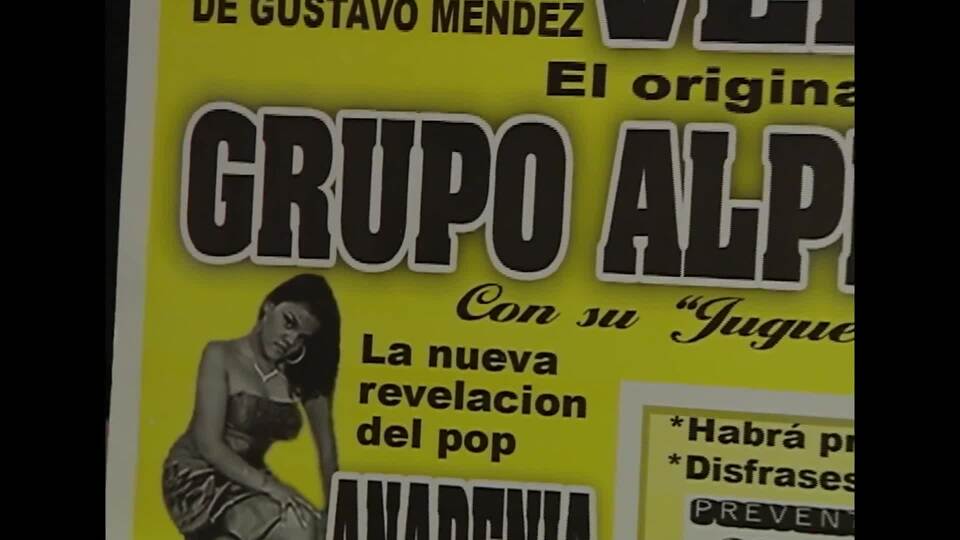 DE GUSTAVO MENDEZ
El origina
GRUPO ALP
Con su "Jugue
La nueva
revelacion
del pop
*Habrá pr
*Disfrases
PREVENT